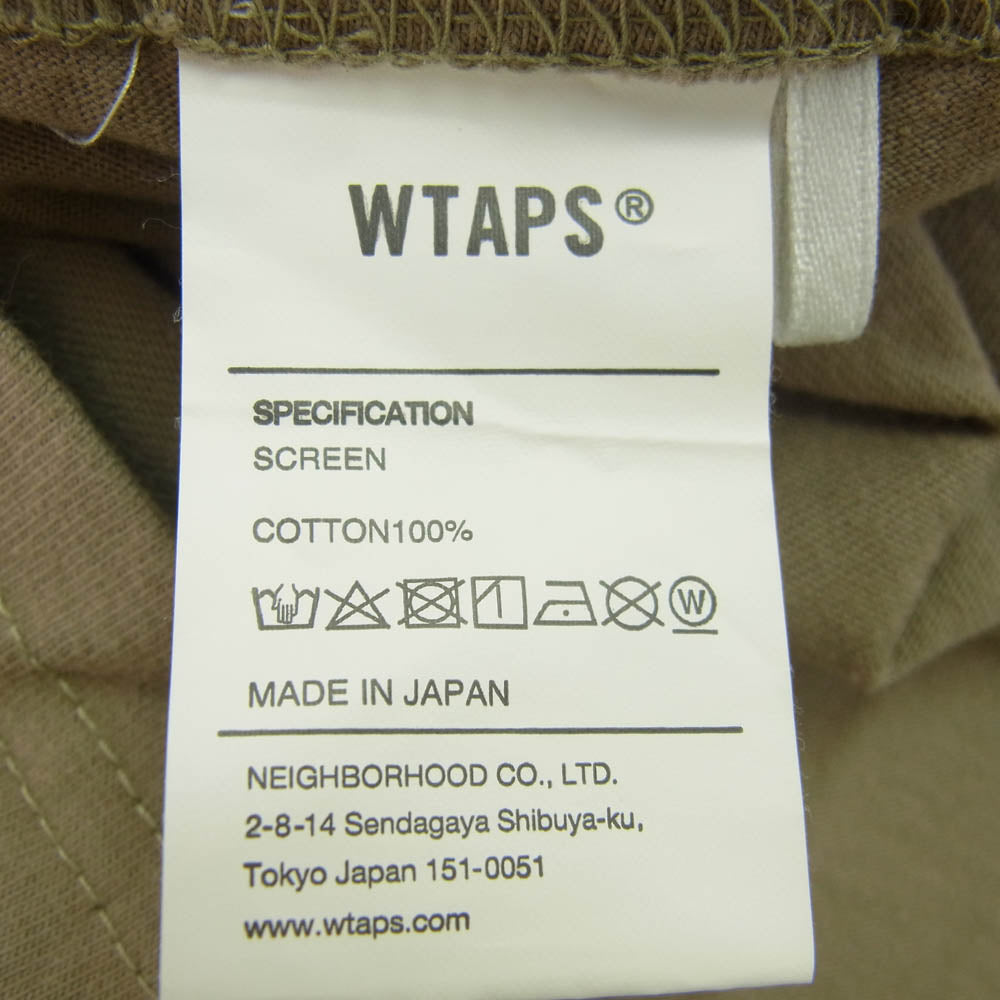 WTAPS®
SPECIFICATION
SCREEN
COTTON100%
W
MADE IN JAPAN
NEIGHBORHOOD CO., LTD.
2-8-14 Sendagaya Shibuya-ku,
Tokyo Japan 151-0051
www.wtaps.com